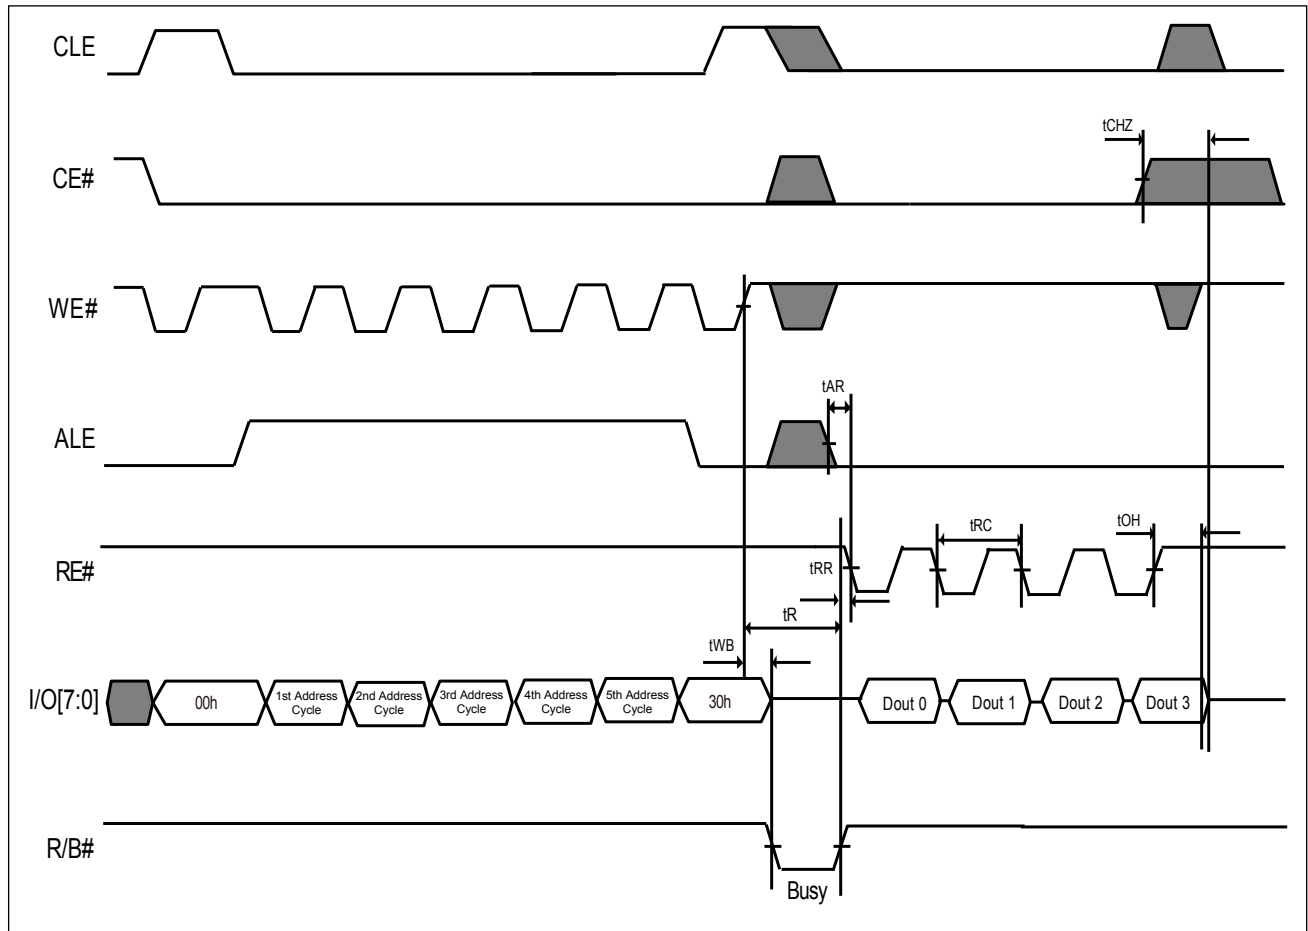 CLE
tCHZ
CE#
WE#
tAR
ALE
tRC
tOH
RE#
tRR
tR
tWB
I/O[7:0]
00h
1st Address
Cycle
2nd Address
Cycle
3rd Address
Cycle
4th Address
Cycle
5th Address
Cycle
30h
Dout 0
Dout 1
Dout 2
Dout 3
R/B#
Busy